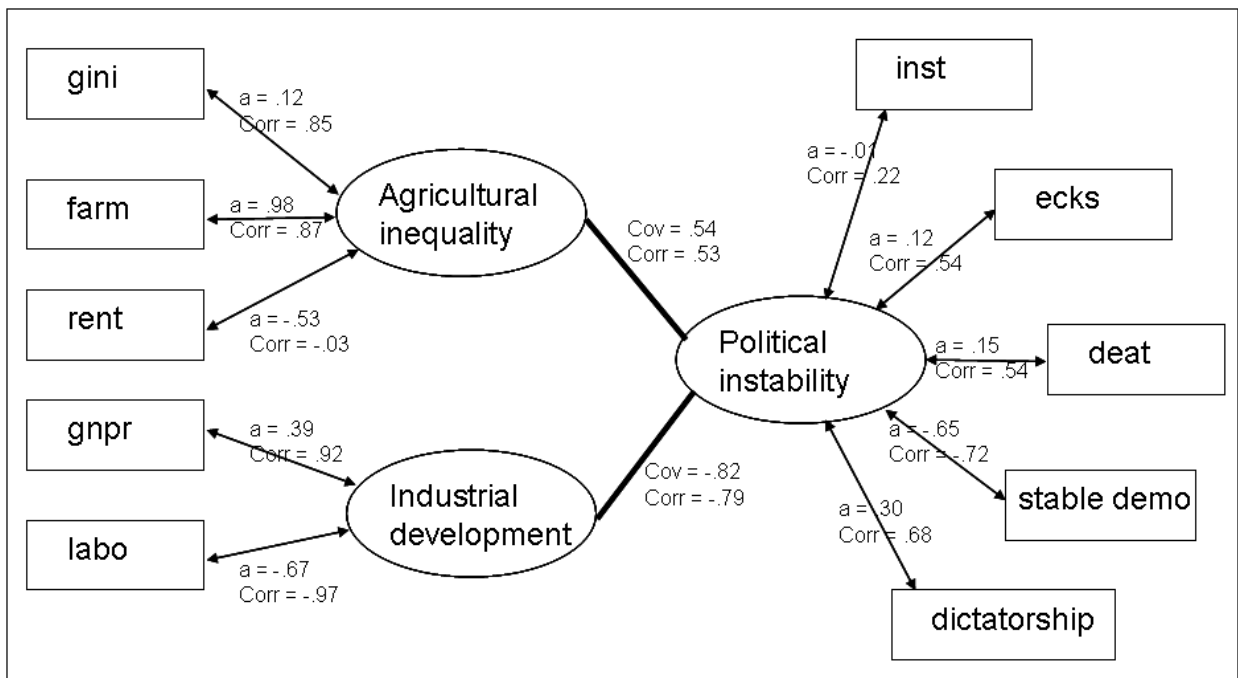 gini
a = .12
Corr = .85
farm
a = .98
Corr = .87
rent
a = -.53
Corr = -.03
gnpr
a = .39
Corr = .92
labo
a = -.67
Corr = -.97
Agricultural
inequality
Industrial
development
Cov = .54
Corr = .53
Cov = -.82
Corr = -.79
Political
instability
inst
a = -.01
Corr = .22
ecks
a = .12
Corr = .54
deat
a = .15
Corr = .54
stable demo
a = -.65
Corr = -.72
dictatorship
a = .30
Corr = .68